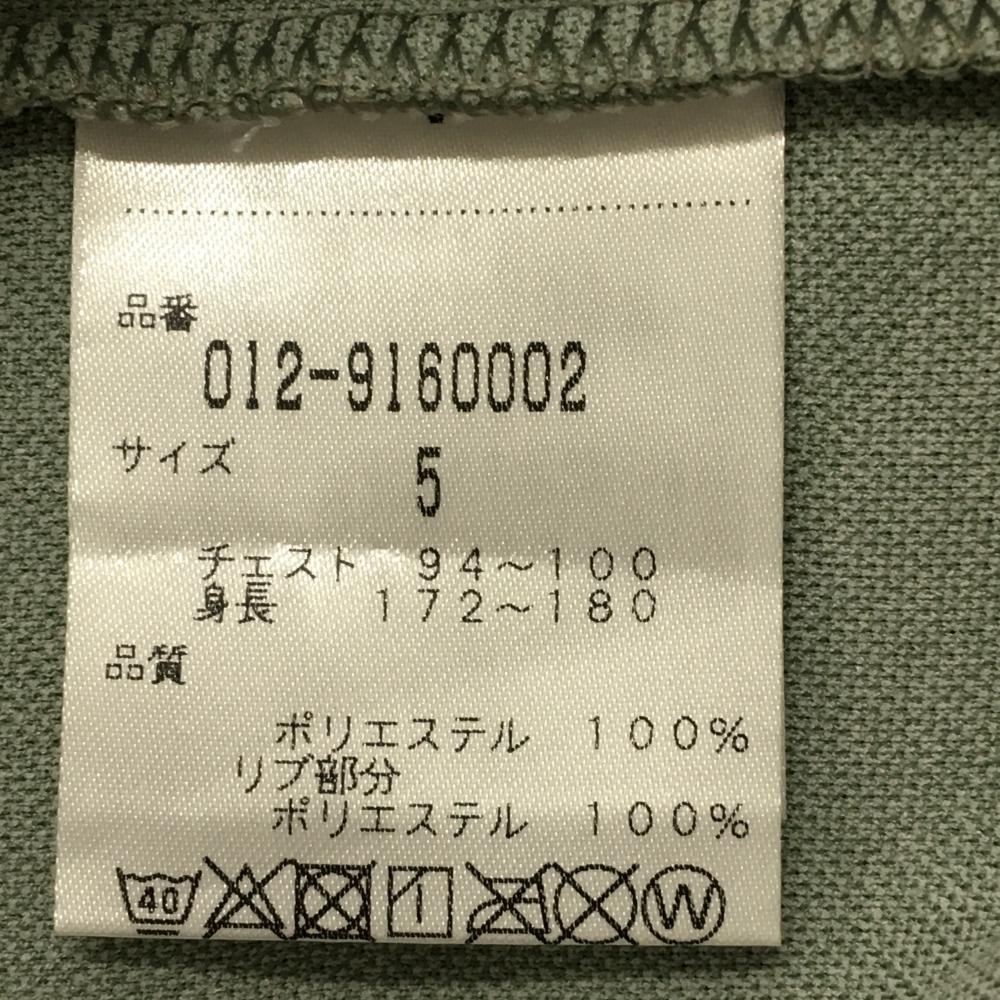 品番
012-9160002
サイズ
5
チェスト 94~100
身長 172~180
品質
ポリエステル 100%
リブ部分
ポリエステル 100%
40 W